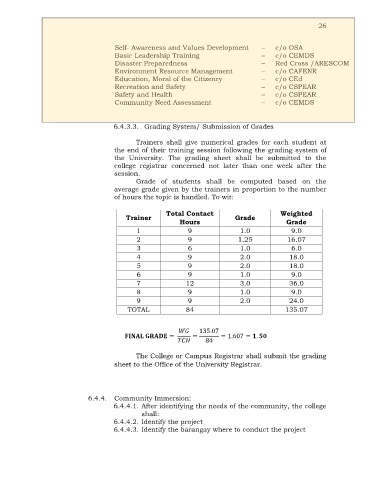 26
Self- Awareness and Values Development – c/o OSA
Basic Leadership Training – c/o CEMDS
Disaster Preparedness – Red Cross /ARESCOM
Environment Resource Management – c/o CAFENR
Education, Moral of the Citizenry – c/o CEd
Recreation and Safety – c/o CSPEAR
Safety and Health – c/o CSPEAR
Community Need Assessment – c/o CEMDS
6.4.3.3. Grading System/ Submission of Grades
Trainers shall give numerical grades for each student at
the end of their training session following the grading system of
the University. The grading sheet shall be submitted to the
college registrar concerned not later than one week after the
session.
Grade of students shall be computed based on the
average grade given by the trainers in proportion to the number
of hours the topic is handled. To wit:
Trainer Total Contact Hours Grade Weighted Grade
1 9 1.0 9.0
2 9 1.25 16.07
3 6 1.0 6.0
4 9 2.0 18.0
5 9 2.0 18.0
6 9 1.0 9.0
7 12 3.0 36.0
8 9 1.0 9.0
9 9 2.0 24.0
TOTAL 84 135.07
FINAL GRADE = WG/TCH = 135.07/84 = 1.607 = 1.50
The College or Campus Registrar shall submit the grading
sheet to the Office of the University Registrar.
6.4.4. Community Immersion:
6.4.4.1. After identifying the needs of the community, the college
shall:
6.4.4.2. Identify the project
6.4.4.3. Identify the barangay where to conduct the project